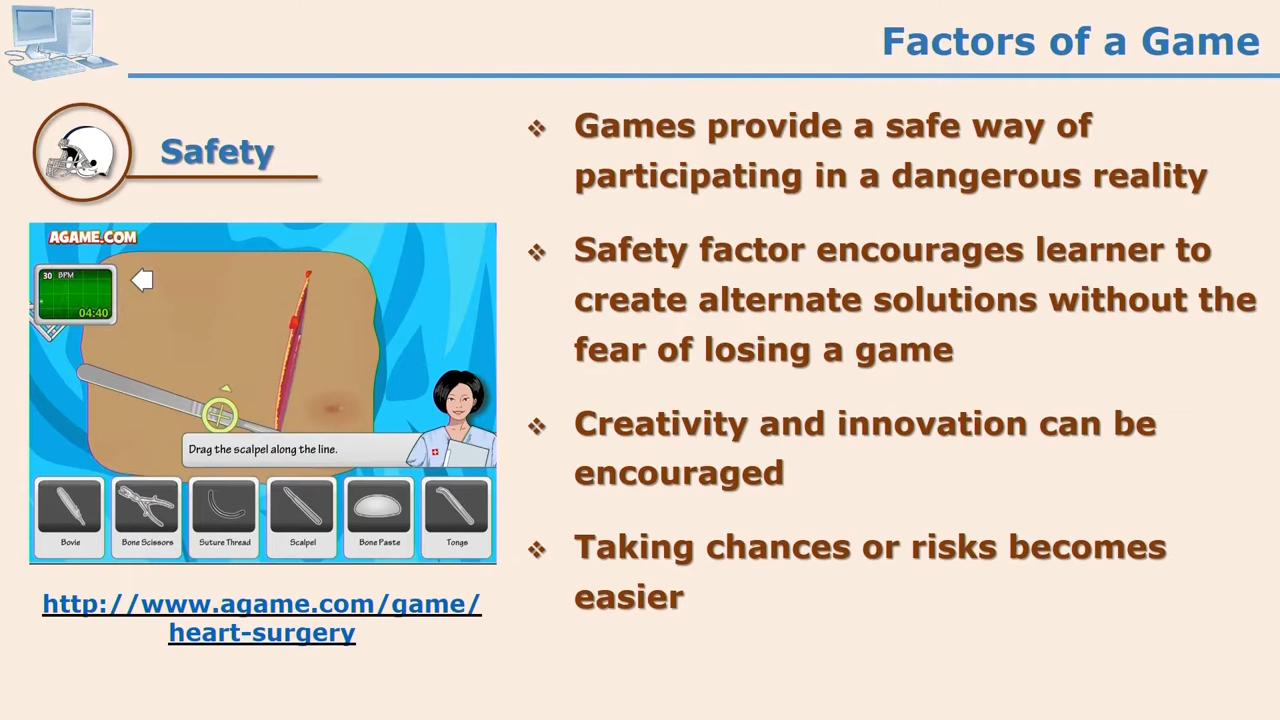 Factors of a Game
Safety
AGAME.COM
30 BPM
04:40
Drag the scalpel along the line.
Bovie
Bone Scissors
Suture Thread
Scalpel
Bone Paste
Tongs
http://www.agame.com/game/
heart-surgery
❖ Games provide a safe way of
participating in a dangerous reality
❖ Safety factor encourages learner to
create alternate solutions without the
fear of losing a game
❖ Creativity and innovation can be
encouraged
❖ Taking chances or risks becomes
easier